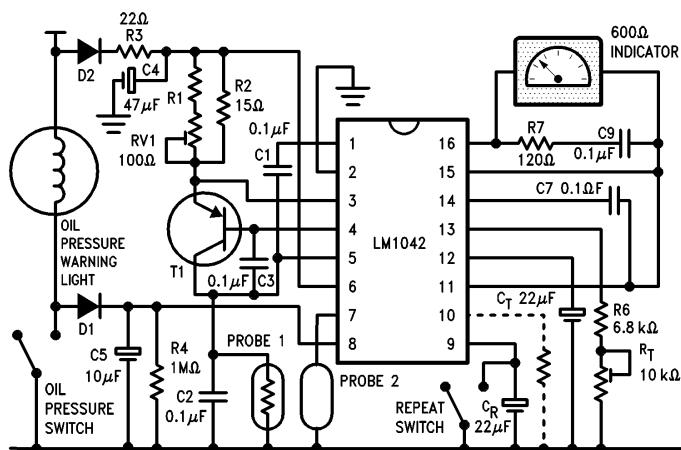 22Ω
R3
D2
C4
47µF
R1
R2
15Ω
RV1
100Ω
0.1µF
C1
600Ω
INDICATOR
R7
120Ω
C9
0.1µF
C7 0.1ΩF
OIL
PRESSURE
WARNING
LIGHT
T1
0.1µF
C3
LM1042
1
2
3
4
5
6
7
8
16
15
14
13
12
11
10
9
CT 22µF
R6
6.8 kΩ
RT
10 kΩ
D1
C5
10µF
R4
1MΩ
PROBE 1
PROBE 2
C2
0.1µF
OIL
PRESSURE
SWITCH
REPEAT
SWITCH
CR
22µF